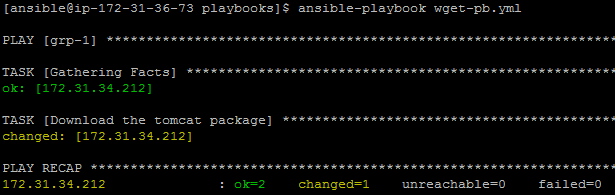 [ansible@ip-172-31-36-73 playbooks]$ ansible-playbook wget-pb.yml
PLAY [grp-1] *****************************************************************
TASK [Gathering Facts] *******************************************************
ok: [172.31.34.212]
TASK [Download the tomcat package] *******************************************
changed: [172.31.34.212]
PLAY RECAP *******************************************************************
172.31.34.212 : ok=2 changed=1 unreachable=0 failed=0